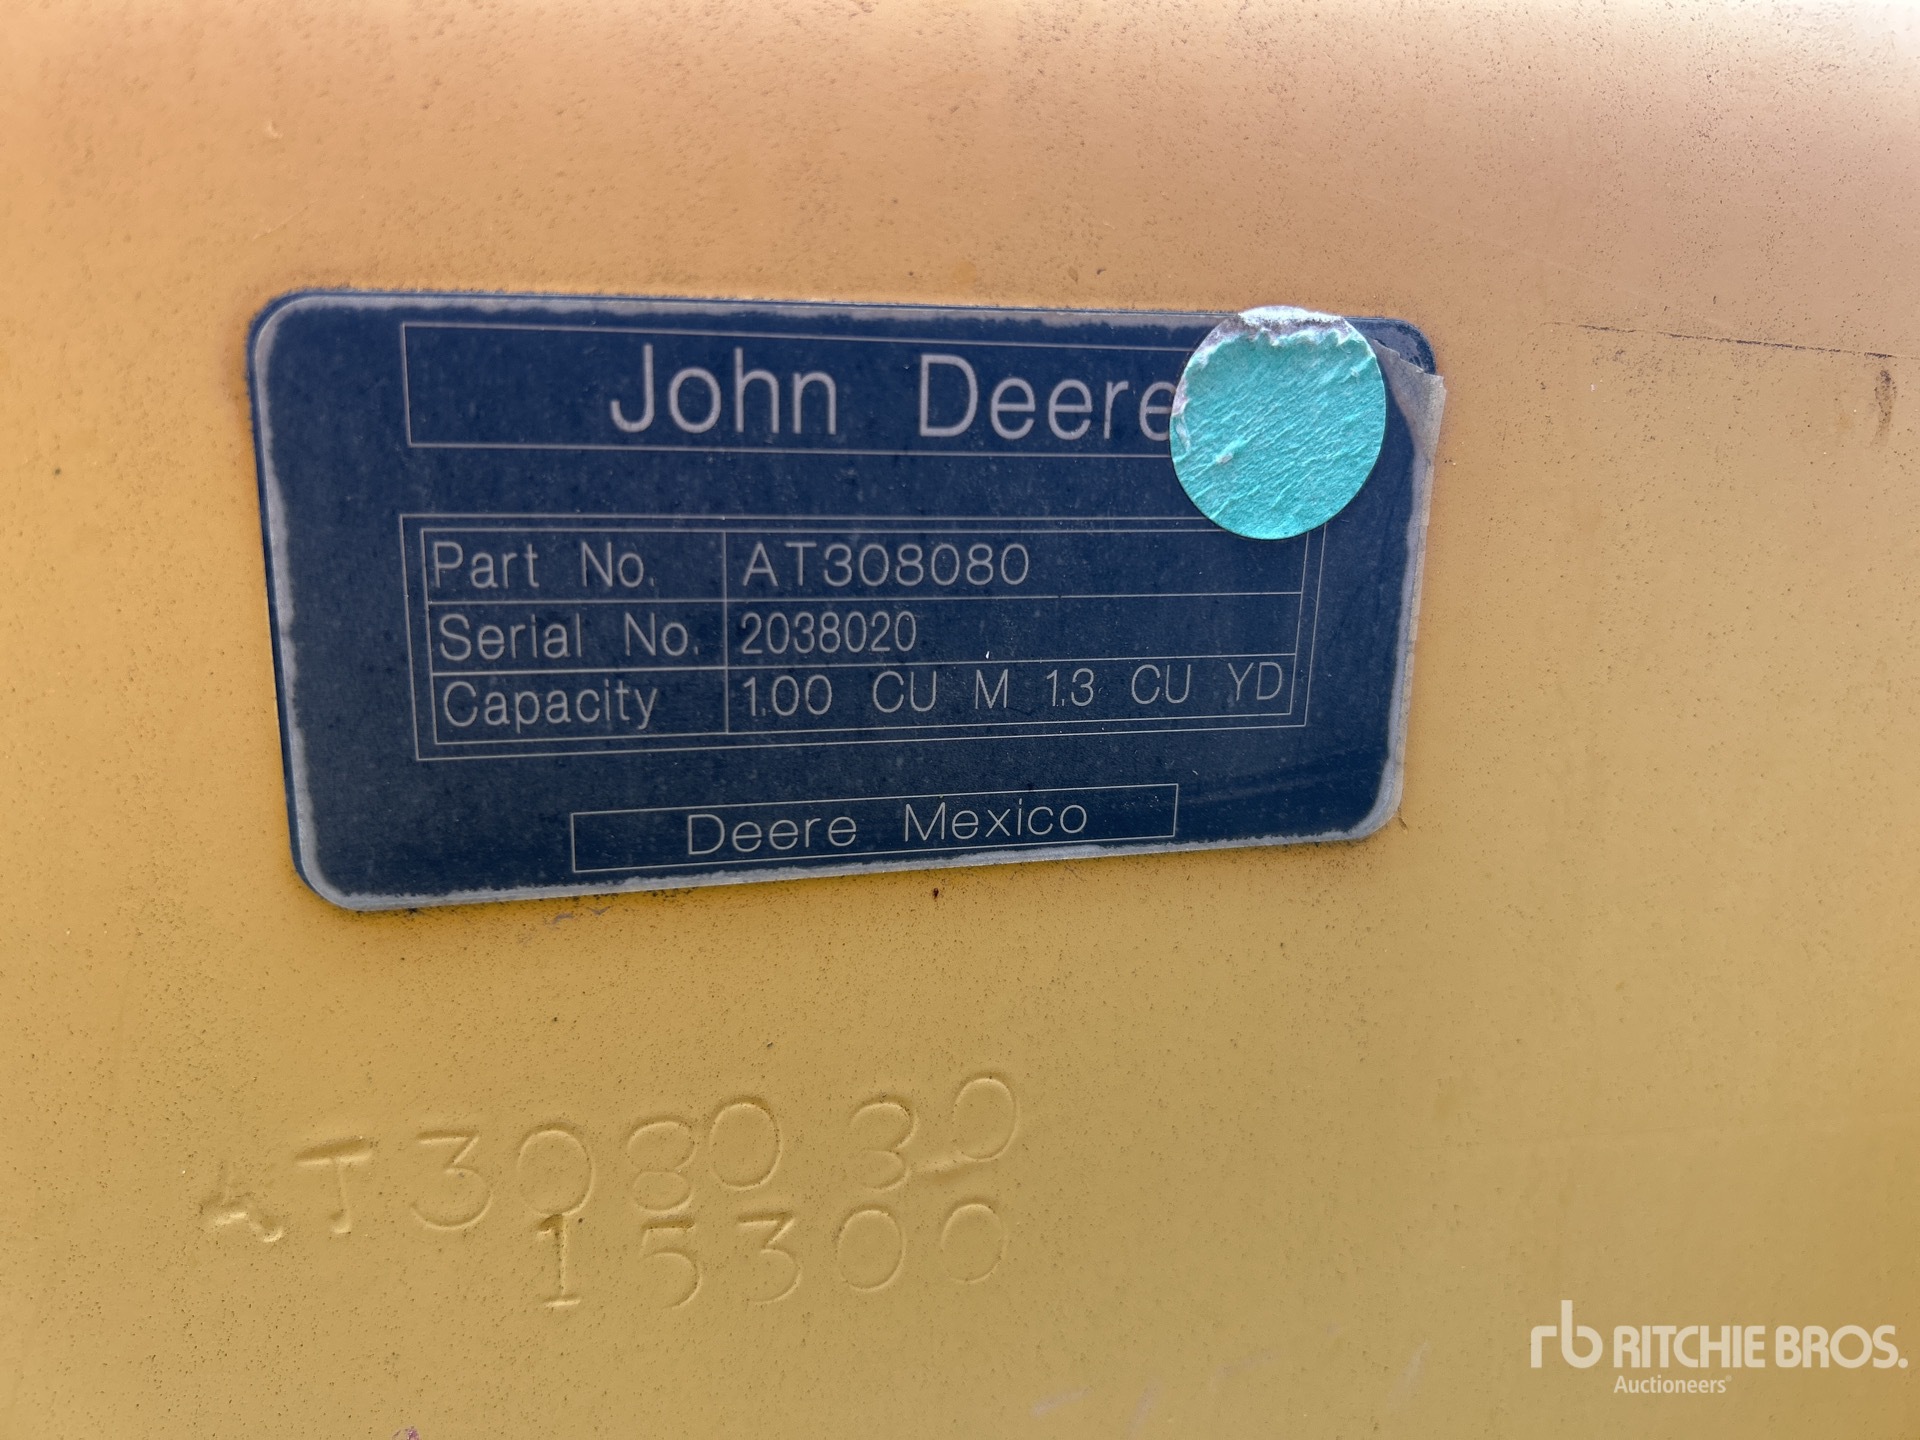 John Deere
Part No. AT308080
Serial No. 2038020
Capacity 1.00 CU M 1.3 CU YD
Deere Mexico
AT308030
15300
rb RITCHIE BROS.
Auctioneers